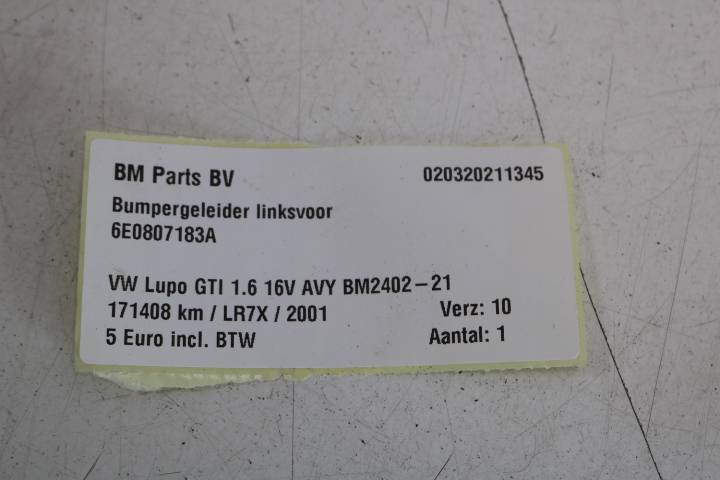 BM Parts BV 020320211345
Bumpergeleider linksvoor
6E0807183A
VW Lupo GTI 1.6 16V AVY BM2402-21
171408 km / LR7X / 2001 Verz: 10
5 Euro incl. BTW Aantal: 1